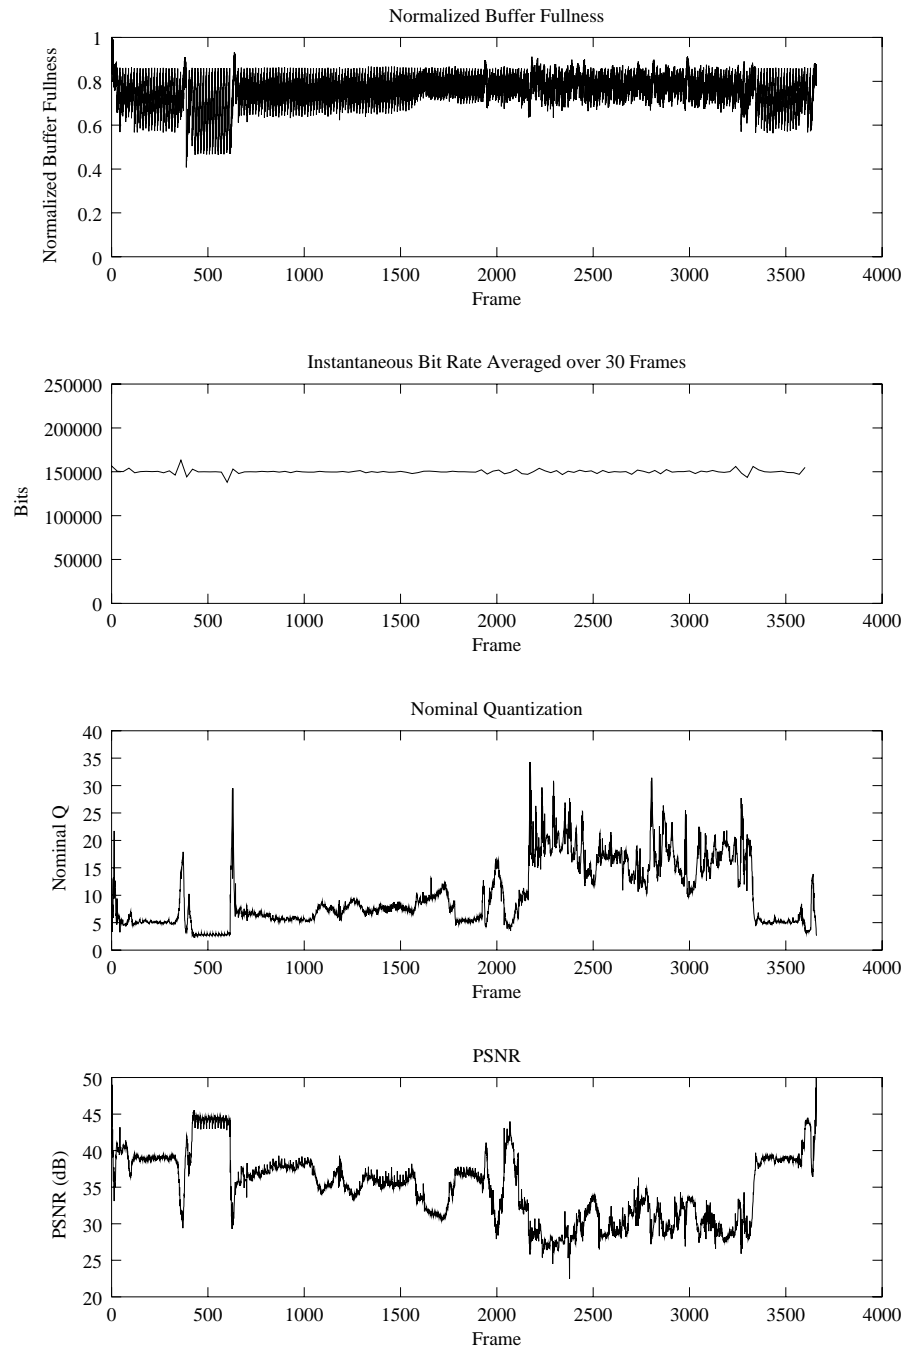 Normalized Buffer Fullness
Normalized Buffer Fullness
1
0.8
0.6
0.4
0.2
0
0 500 1000 1500 2000 2500 3000 3500 4000
Frame
Instantaneous Bit Rate Averaged over 30 Frames
Bits
250000
200000
150000
100000
50000
0
0 500 1000 1500 2000 2500 3000 3500 4000
Frame
Nominal Quantization
Nominal Q
40
35
30
25
20
15
10
5
0
0 500 1000 1500 2000 2500 3000 3500 4000
Frame
PSNR
PSNR (dB)
50
45
40
35
30
25
20
0 500 1000 1500 2000 2500 3000 3500 4000
Frame